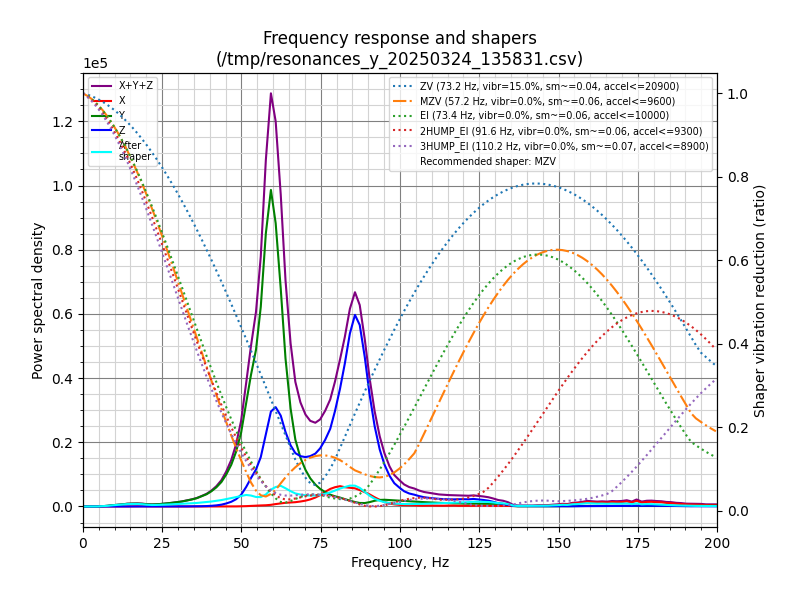 Frequency response and shapers
(/tmp/resonances_y_20250324_135831.csv)
1e5
X+Y+Z
X
Y
Z
After
shaper
ZV (73.2 Hz, vibr=15.0%, sm~=0.04, accel<=20900)
MZV (57.2 Hz, vibr=0.0%, sm~=0.06, accel<=9600)
EI (73.4 Hz, vibr=0.0%, sm~=0.06, accel<=10000)
2HUMP_EI (91.6 Hz, vibr=0.0%, sm~=0.06, accel<=9300)
3HUMP_EI (110.2 Hz, vibr=0.0%, sm~=0.07, accel<=8900)
Recommended shaper: MZV
Power spectral density
1.2
1.0
0.8
0.6
0.4
0.2
0.0
1.0
0.8
0.6
0.4
0.2
0.0
Shaper vibration reduction (ratio)
0 25 50 75 100 125 150 175 200
Frequency, Hz